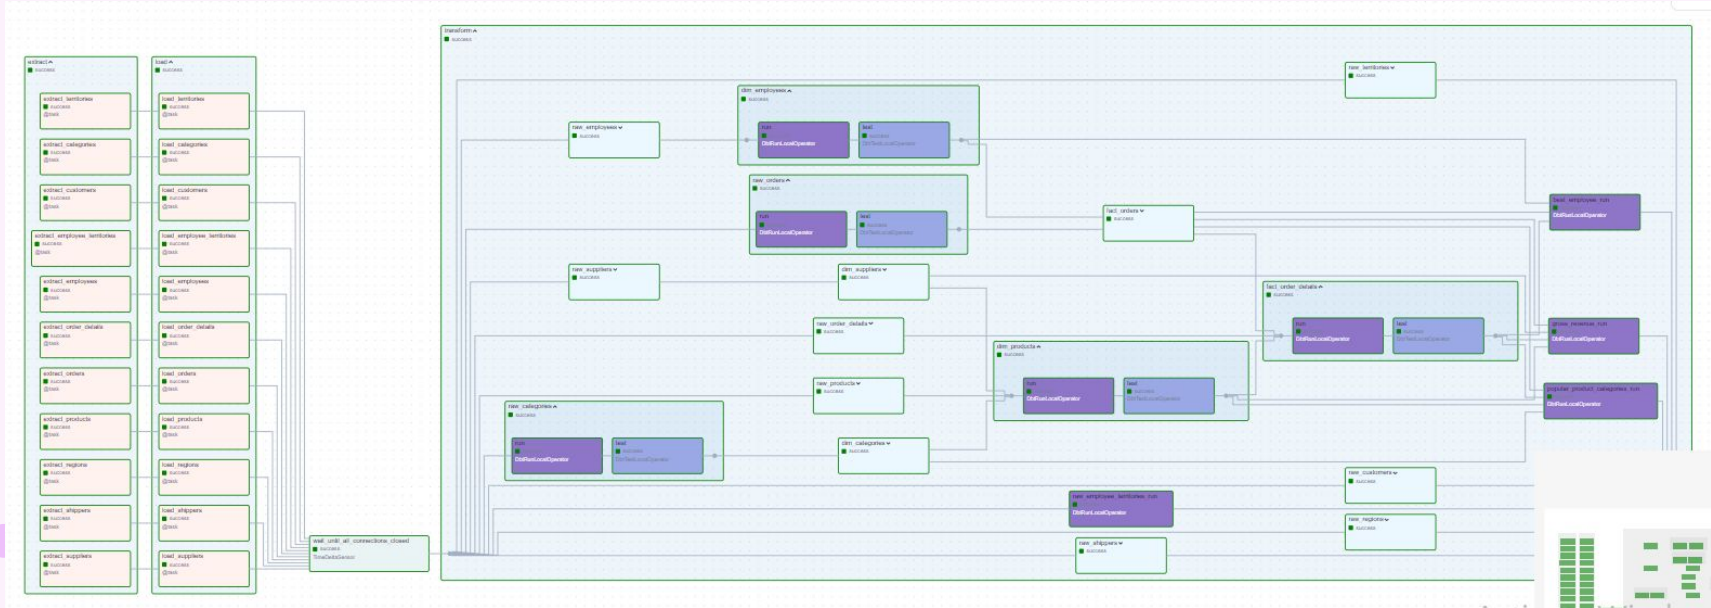 extract
success
extract_territories
success
@task
extract_categories
success
@task
extract_customers
success
@task
extract_employee_territories
success
@task
extract_employees
success
@task
extract_order_details
success
@task
extract_orders
success
@task
extract_products
success
@task
extract_regions
success
@task
extract_shippers
success
@task
extract_suppliers
success
@task
load
success
load_territories
success
@task
load_categories
success
@task
load_customers
success
@task
load_employee_territories
success
@task
load_employees
success
@task
load_order_details
success
@task
load_orders
success
@task
load_products
success
@task
load_regions
success
@task
load_shippers
success
@task
load_suppliers
success
@task
wait_until_all_connections_closed
success
TimeDeltaSensor
transform
success
raw_territories
success
dim_employees
success
raw_employees
success
run
DbtRunLocalOperator
test
success
DbtTestLocalOperator
raw_orders
success
run
DbtRunLocalOperator
test
success
DbtTestLocalOperator
fact_orders
success
best_employee_run
DbtRunLocalOperator
raw_suppliers
success
dim_suppliers
success
fact_order_details
success
raw_order_details
success
run
DbtRunLocalOperator
test
success
DbtTestLocalOperator
gross_revenue_run
DbtRunLocalOperator
dim_products
success
raw_products
success
run
DbtRunLocalOperator
test
success
DbtTestLocalOperator
popular_product_categories_run
DbtRunLocalOperator
raw_categories
success
run
DbtRunLocalOperator
test
success
DbtTestLocalOperator
dim_categories
success
raw_customers
success
raw_employee_territories_run
DbtRunLocalOperator
raw_regions
success
raw_shippers
success